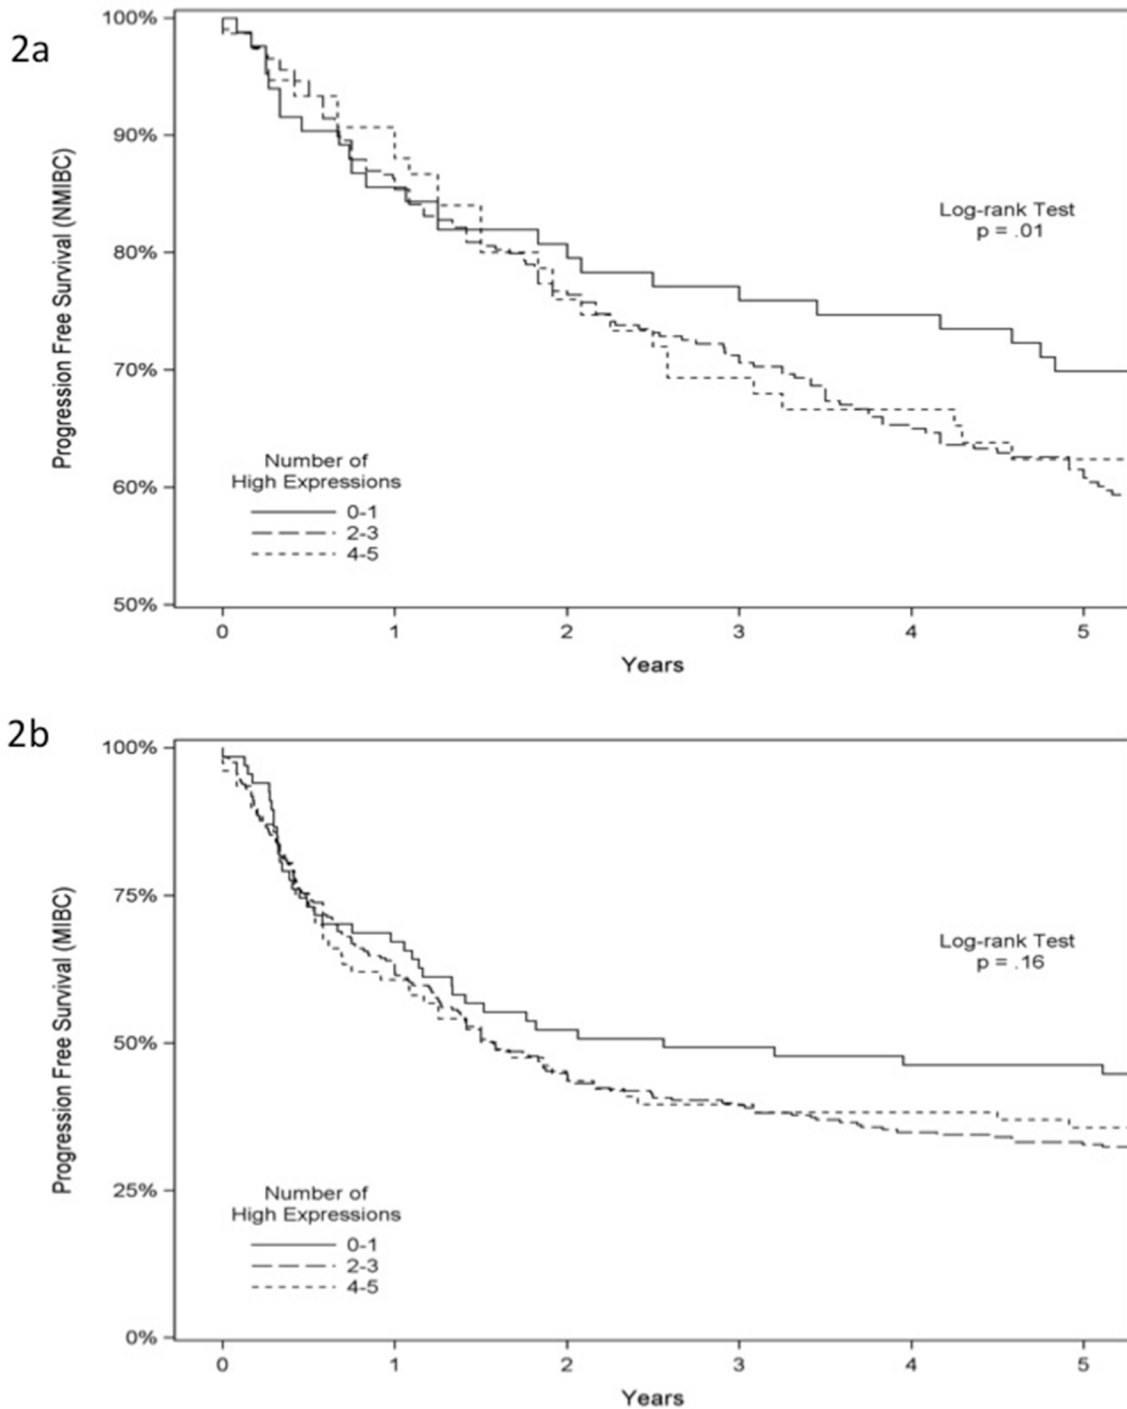 2a
Progression Free Survival (NMIBC)
100%
90%
80%
70%
60%
50%
Log-rank Test
p = .01
Number of
High Expressions
0-1
2-3
4-5
0 1 2 3 4 5
Years
2b
Progression Free Survival (MIBC)
100%
75%
50%
25%
0%
Log-rank Test
p = .16
Number of
High Expressions
0-1
2-3
4-5
0 1 2 3 4 5
Years